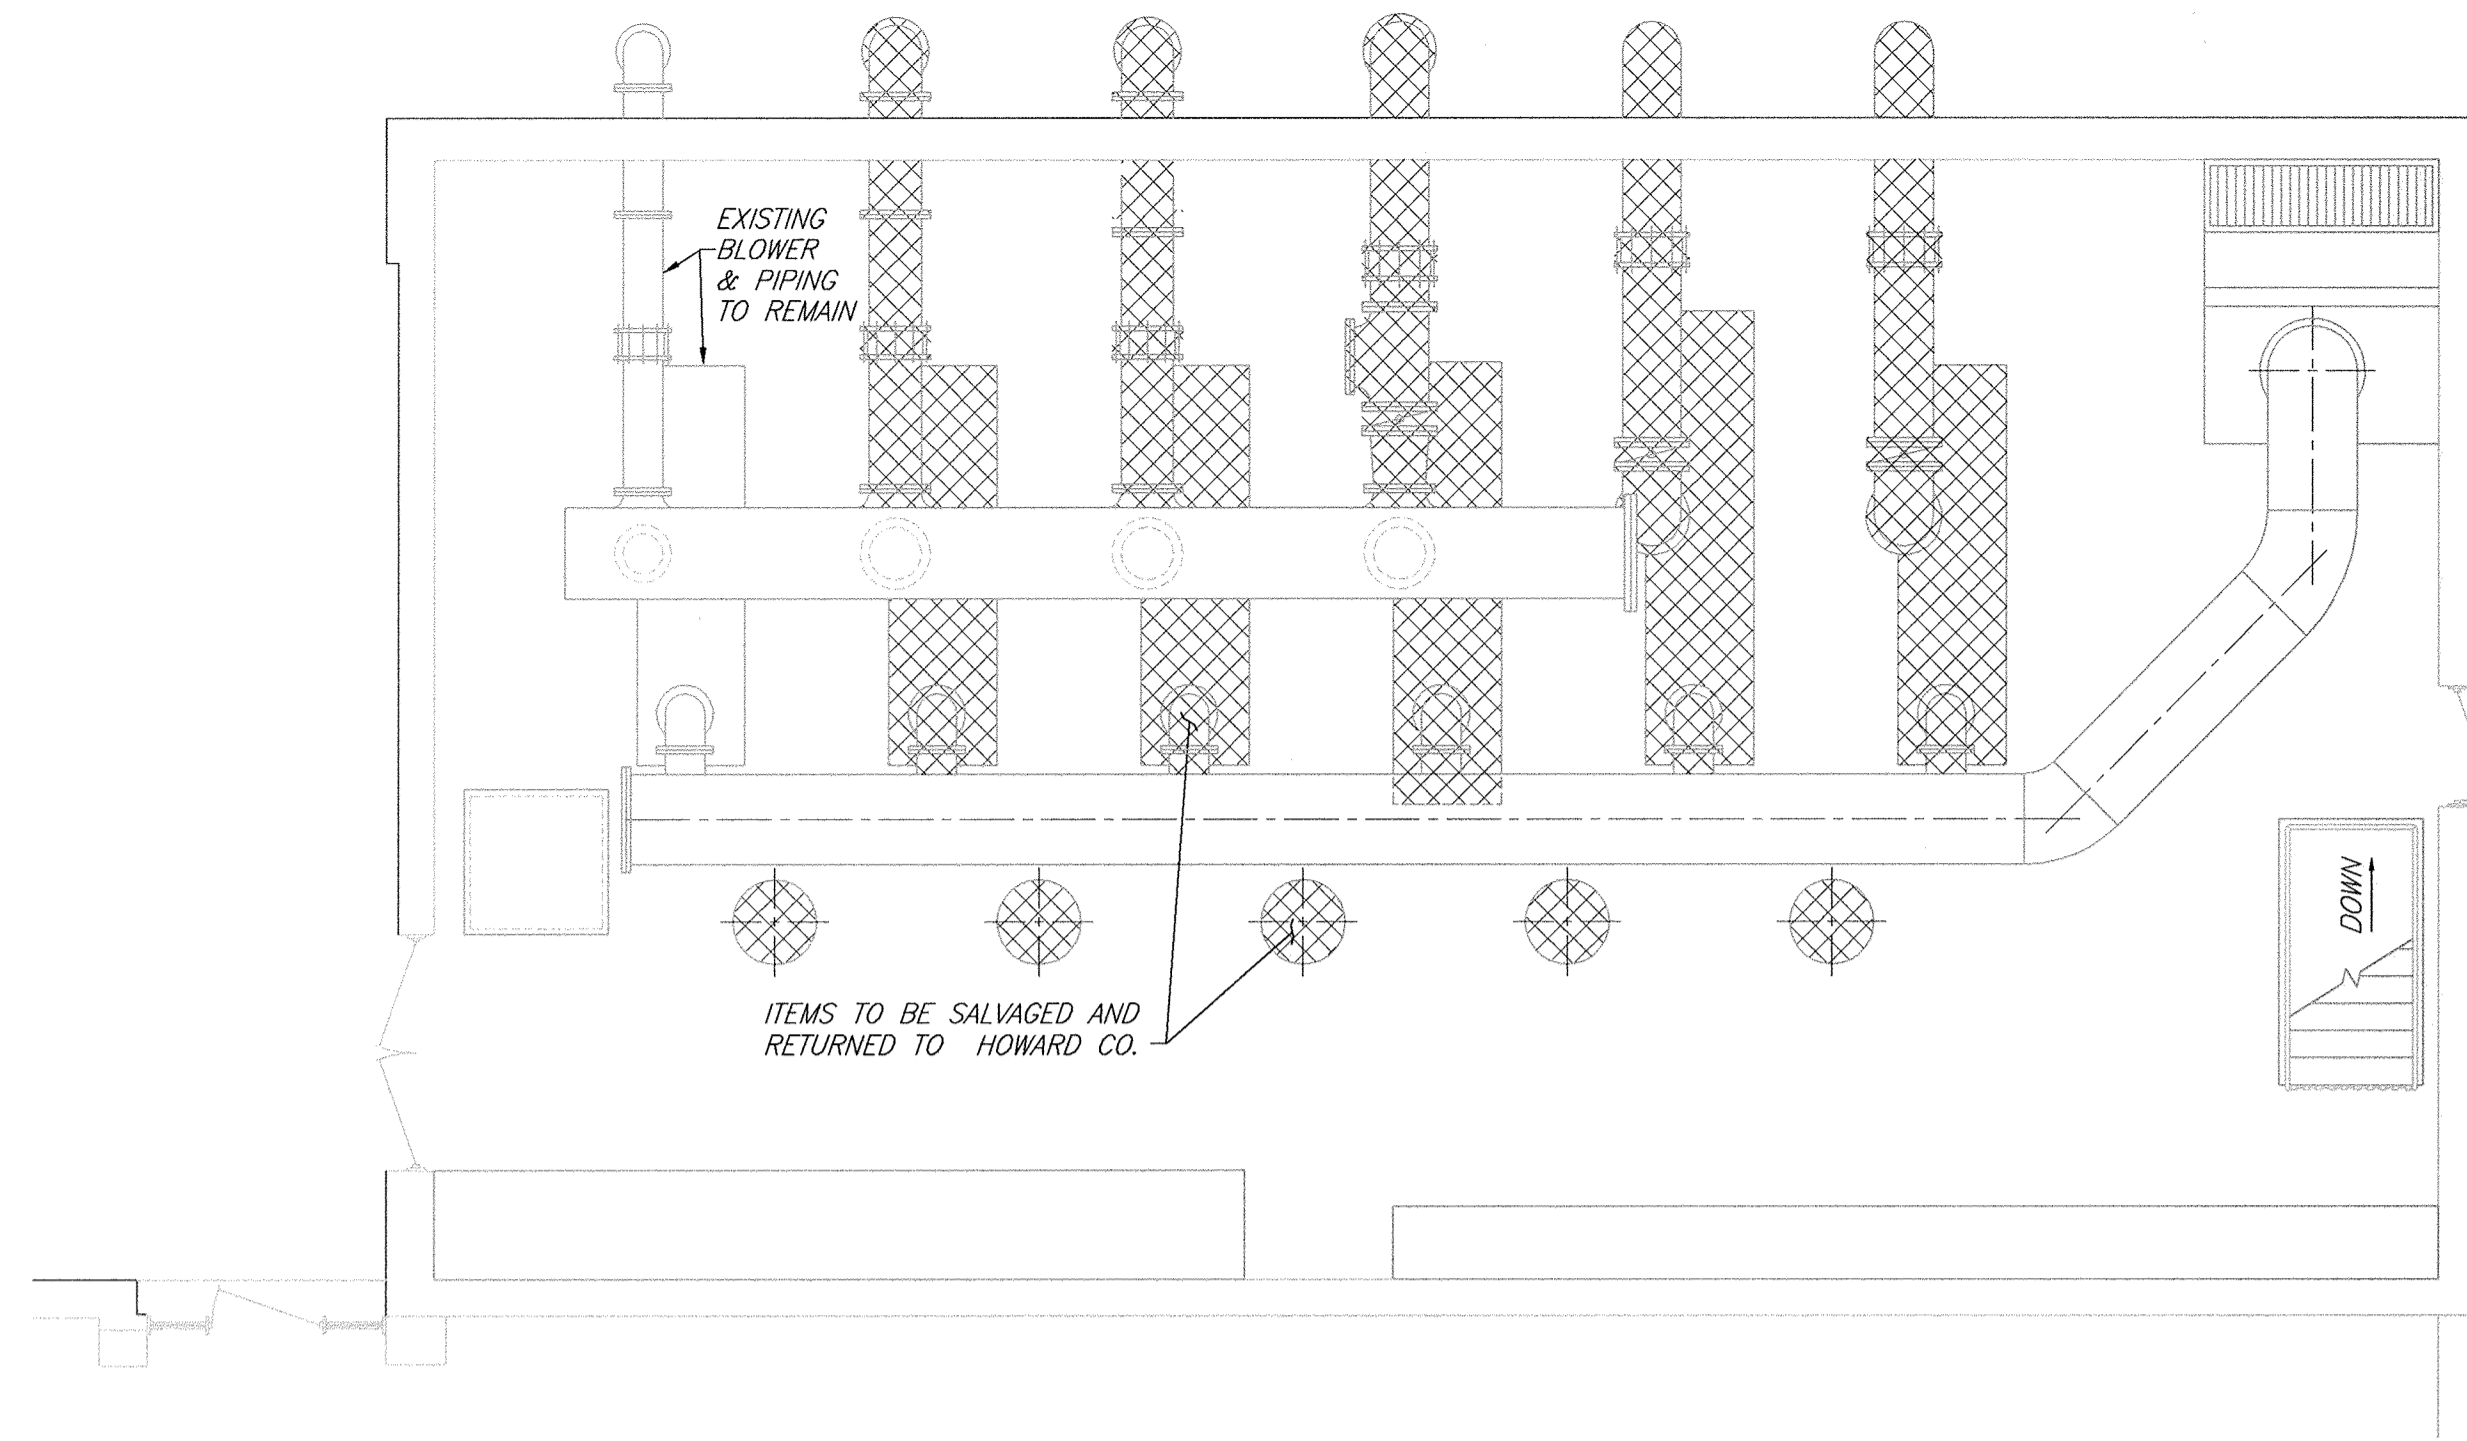 EXISTING
BLOWER
& PIPING
TO REMAIN
ITEMS TO BE SALVAGED AND
RETURNED TO HOWARD CO.
DOWN